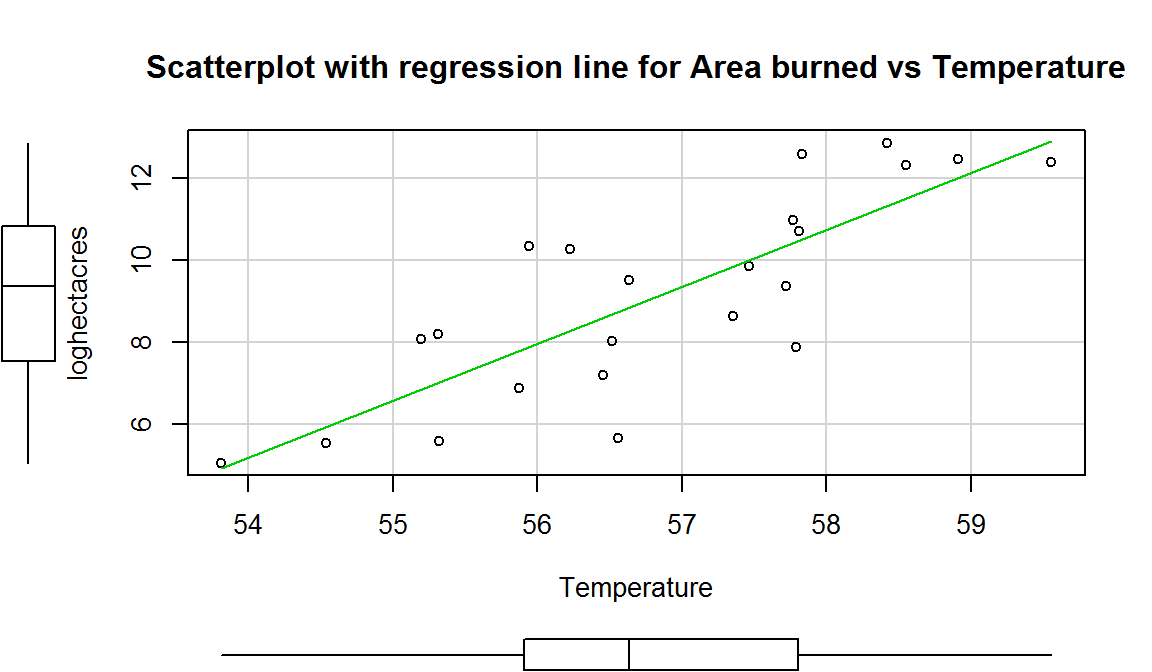 Scatterplot with regression line for Area burned vs Temperature
loghectacres
12
10
8
6
54 55 56 57 58 59
Temperature